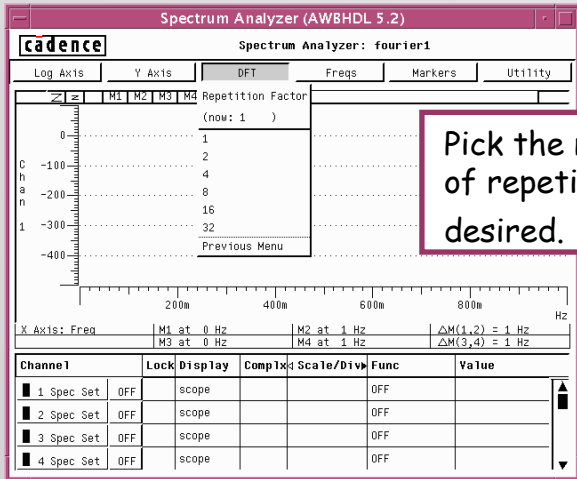 Spectrum Analyzer (AWBHDL 5.2)
cadence
Spectrum Analyzer: fourier1
Log Axis Y Axis DFT Freqs Markers Utility
Z z M1 M2 M3 M4
Repetition Factor
(now: 1 )
1
2
4
8
16
32
Previous Menu
Pick the
of
desired.
Chan 1
0
-100
-200
-300
-400
200m 400m 600m 800m
Hz
X Axis: Freq M1 at 0 Hz M2 at 1 Hz △M(1,2) = 1 Hz
M3 at 0 Hz M4 at 1 Hz △M(3,4) = 1 Hz
Channel Lock Display Complx Scale/Div Func Value
1 Spec Set OFF scope OFF
2 Spec Set OFF scope OFF
3 Spec Set OFF scope OFF
4 Spec Set OFF scope OFF